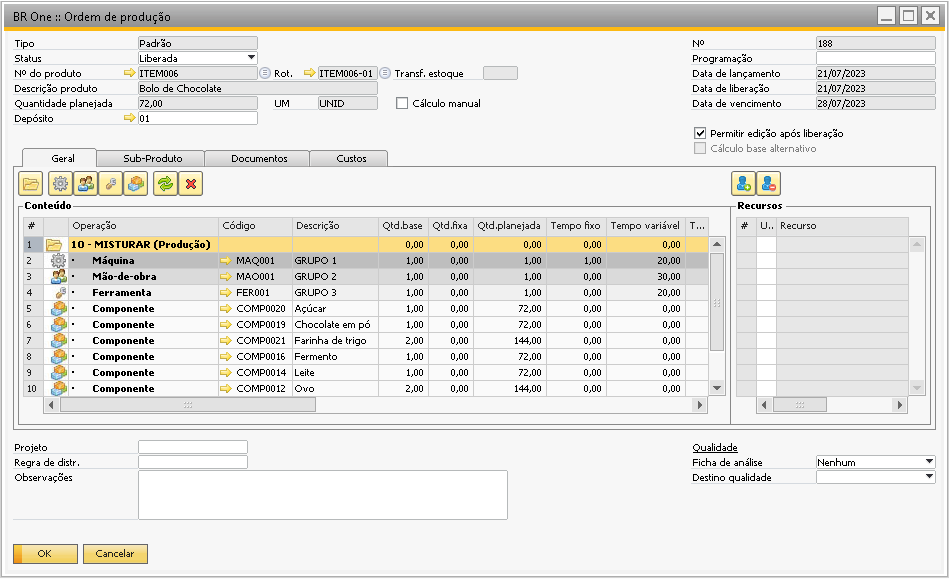 BR One :: Ordem de produção
Tipo Padrão Nº 188
Status Liberada Programação
Nº do produto ITEM006 Rot. ITEM006-01 Transf. estoque Data de lançamento 21/07/2023
Descrição produto Bolo de Chocolate Data de liberação 21/07/2023
Quantidade planejada 72,00 UM UNID Cálculo manual Data de vencimento 28/07/2023
Depósito 01
Permitir edição após liberação
Cálculo base alternativo
Geral Sub-Produto Documentos Custos
Conteúdo Recursos
# Operação Código Descrição Qtd.base Qtd.fixa Qtd.planejada Tempo fixo Tempo variável T... # U.. Recurso
1 10 - MISTURAR (Produção) 0,00 0,00 0,00 0,00 0,00
2 Máquina MAQ001 GRUPO 1 1,00 0,00 1,00 1,00 20,00
3 Mão-de-obra MAO001 GRUPO 2 1,00 0,00 1,00 0,00 30,00
4 Ferramenta FER001 GRUPO 3 1,00 0,00 1,00 0,00 20,00
5 Componente COMP0020 Açúcar 1,00 0,00 72,00 0,00 0,00
6 Componente COMP0019 Chocolate em pó 1,00 0,00 72,00 0,00 0,00
7 Componente COMP0021 Farinha de trigo 2,00 0,00 144,00 0,00 0,00
8 Componente COMP0016 Fermento 1,00 0,00 72,00 0,00 0,00
9 Componente COMP0014 Leite 1,00 0,00 72,00 0,00 0,00
10 Componente COMP0012 Ovo 2,00 0,00 144,00 0,00 0,00
Projeto Qualidade
Regra de distr. Ficha de análise Nenhum
Observações Destino qualidade
OK Cancelar